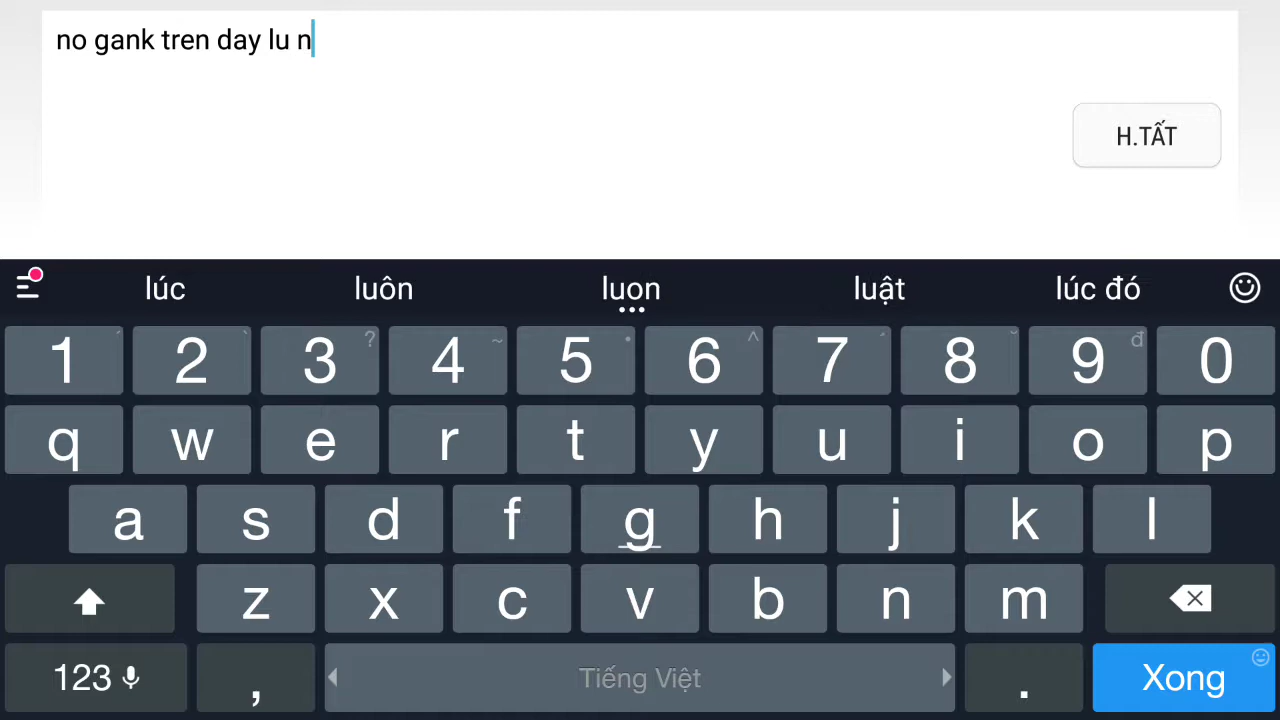 no gank tren day lu n
H.TẤT
lúc luôn luon luật lúc đó
1 2 3 ? 4 ~ 5 6 ^ 7 8 9 đ 0
q w e r t y u i o p
a s d f g h j k l
z x c v b n m
123 , Tiếng Việt . Xong